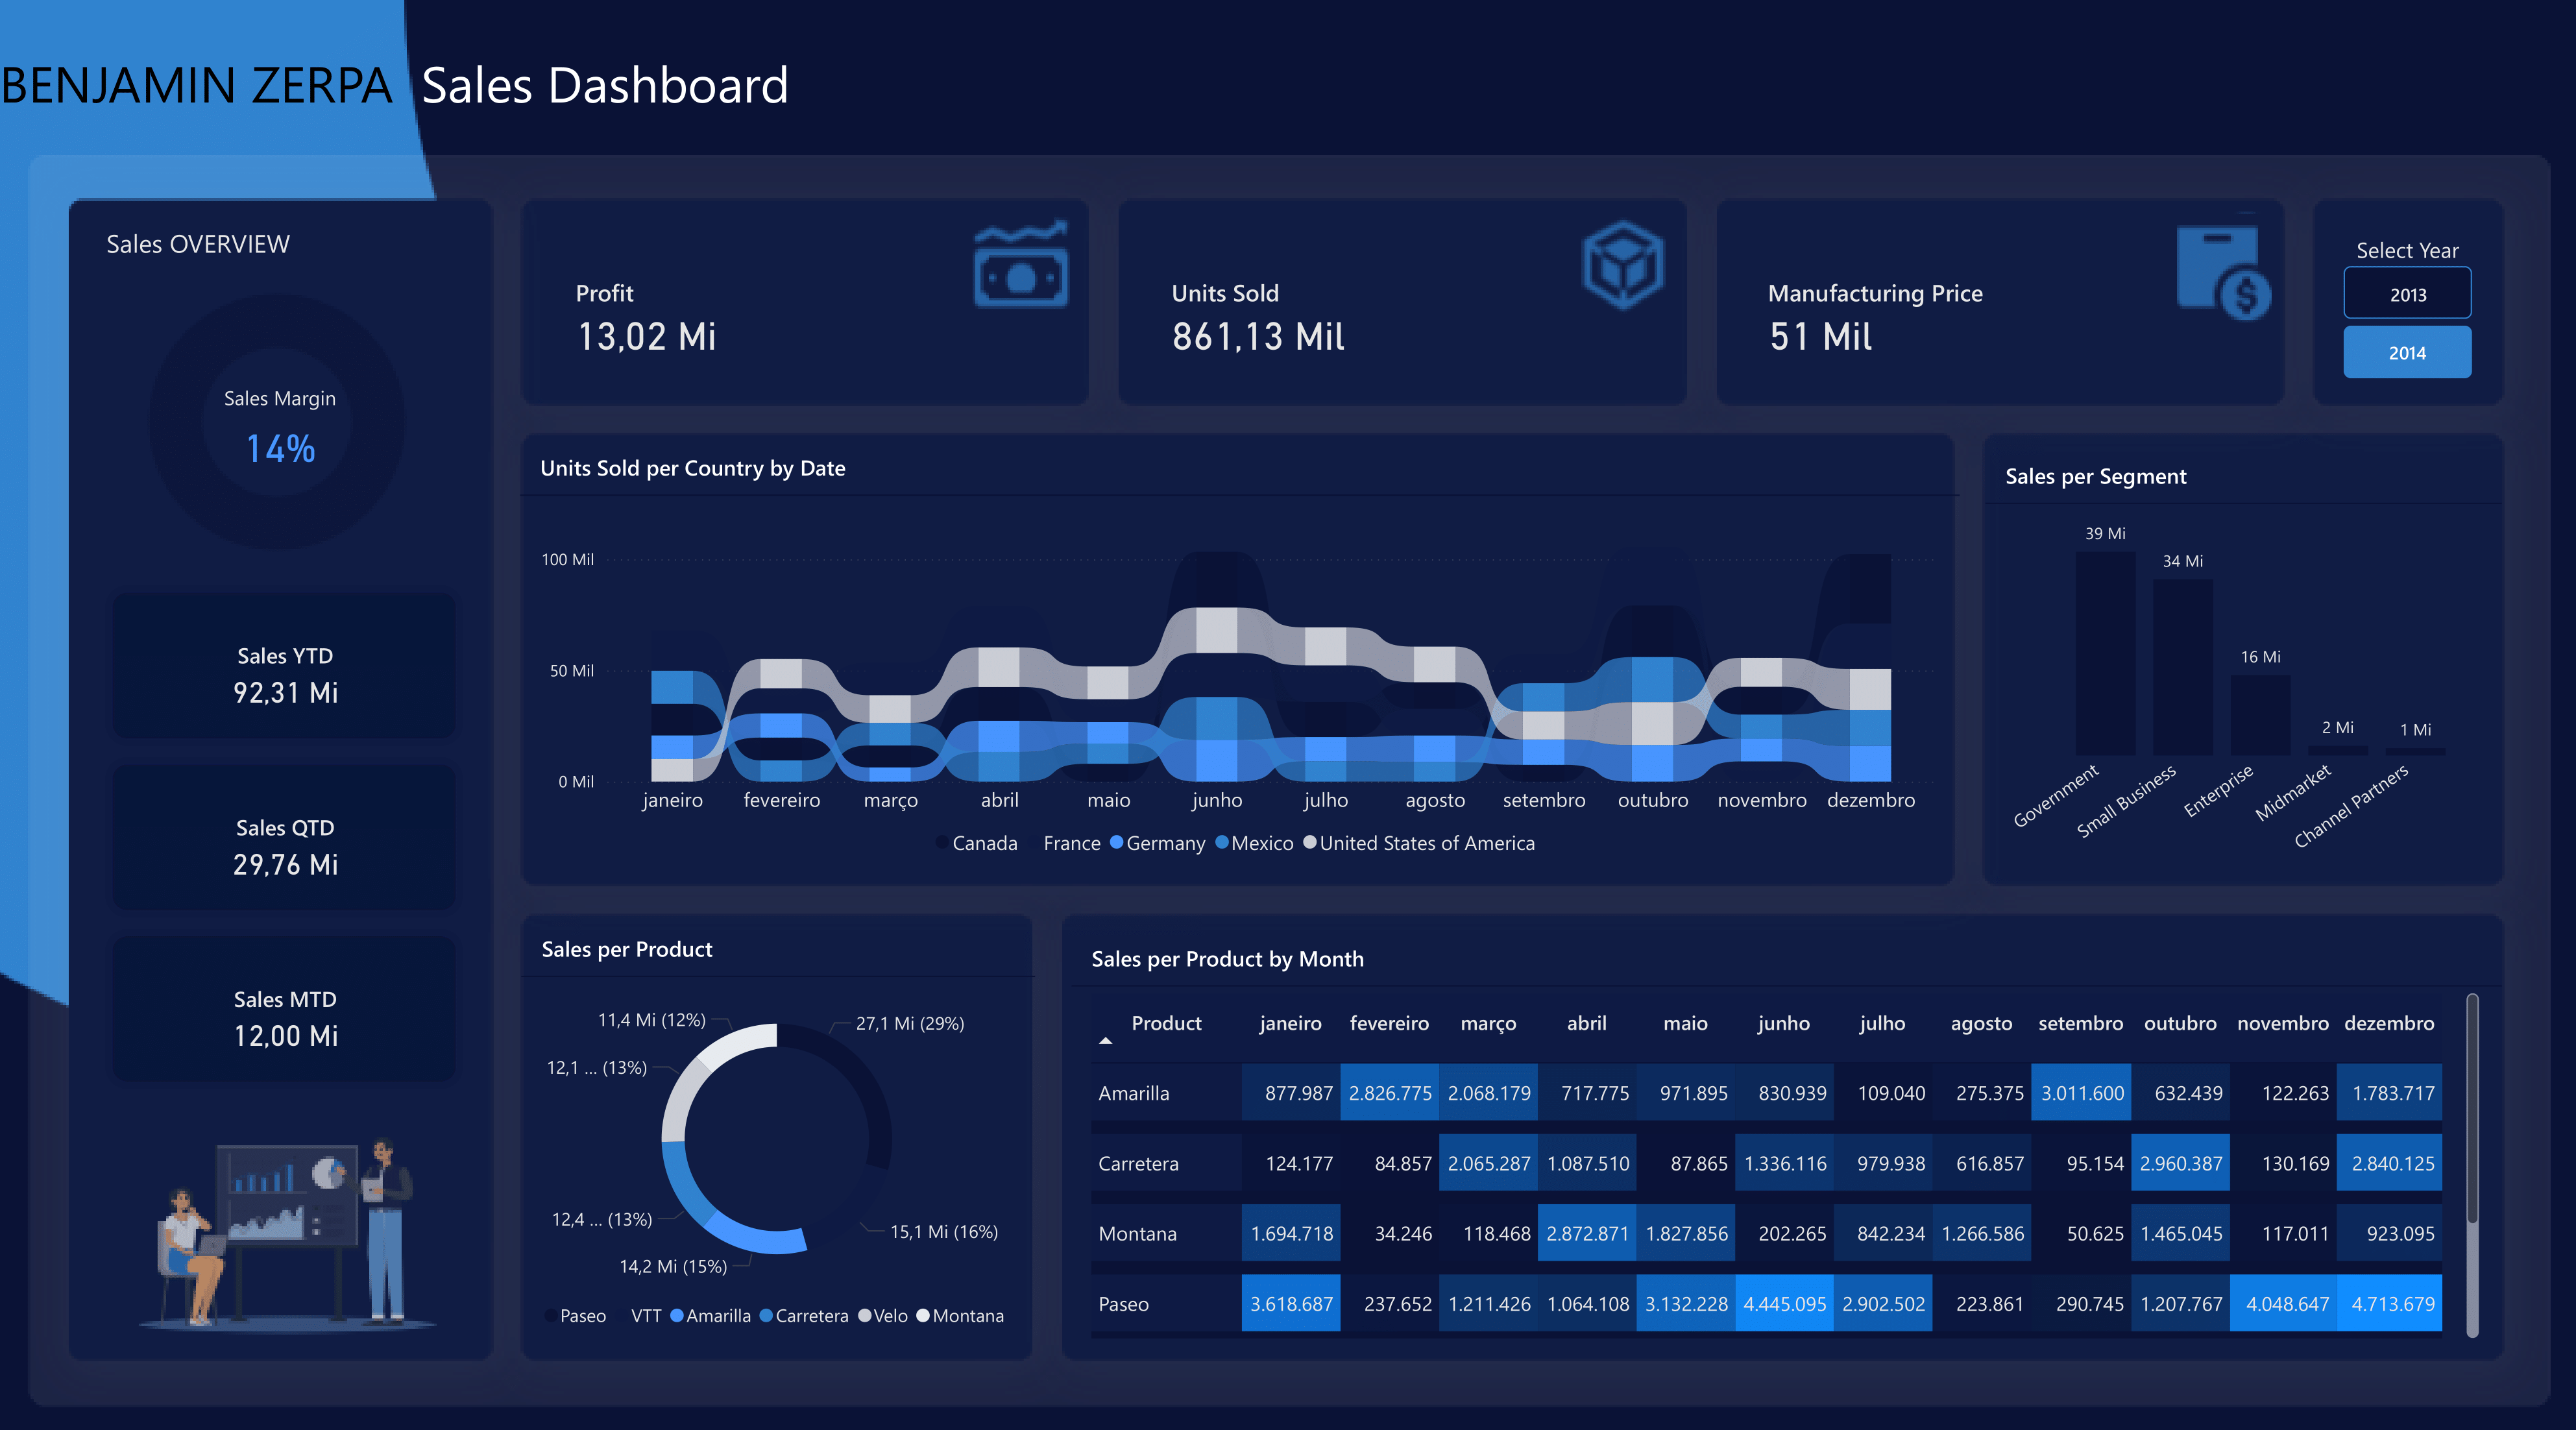 BENJAMIN ZERPA Sales Dashboard
Sales OVERVIEW
Sales Margin
14%
Sales YTD
92,31 Mi
Sales QTD
29,76 Mi
Sales MTD
12,00 Mi
Profit
13,02 Mi
Units Sold
861,13 Mil
Manufacturing Price
51 Mil
Select Year
2013
2014
Units Sold per Country by Date
100 Mil
50 Mil
0 Mil
janeiro fevereiro março abril maio junho julho agosto setembro outubro novembro dezembro
Canada France Germany Mexico United States of America
Sales per Segment
39 Mi
34 Mi
16 Mi
2 Mi
1 Mi
Government
Small Business
Enterprise
Midmarket
Channel Partners
Sales per Product
11,4 Mi (12%)
27,1 Mi (29%)
12,1 ... (13%)
12,4 ... (13%)
15,1 Mi (16%)
14,2 Mi (15%)
Paseo VTT Amarilla Carretera Velo Montana
Sales per Product by Month
Product janeiro fevereiro março abril maio junho julho agosto setembro outubro novembro dezembro
Amarilla 877.987 2.826.775 2.068.179 717.775 971.895 830.939 109.040 275.375 3.011.600 632.439 122.263 1.783.717
Carretera 124.177 84.857 2.065.287 1.087.510 87.865 1.336.116 979.938 616.857 95.154 2.960.387 130.169 2.840.125
Montana 1.694.718 34.246 118.468 2.872.871 1.827.856 202.265 842.234 1.266.586 50.625 1.465.045 117.011 923.095
Paseo 3.618.687 237.652 1.211.426 1.064.108 3.132.228 4.445.095 2.902.502 223.861 290.745 1.207.767 4.048.647 4.713.679